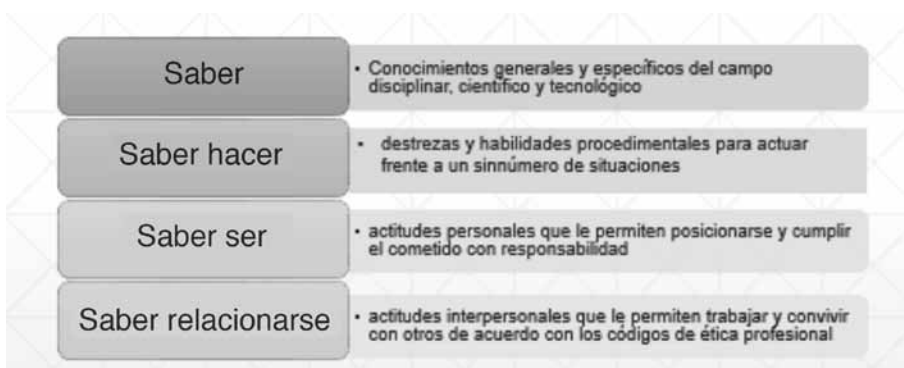 Saber
• Conocimientos generales y específicos del campo
disciplinar, científico y tecnológico
Saber hacer
• destrezas y habilidades procedimentales para actuar
frente a un sinnúmero de situaciones
Saber ser
• actitudes personales que le permiten posicionarse y cumplir
el cometido con responsabilidad
Saber relacionarse
• actitudes interpersonales que le permiten trabajar y convivir
con otros de acuerdo con los códigos de ética profesional